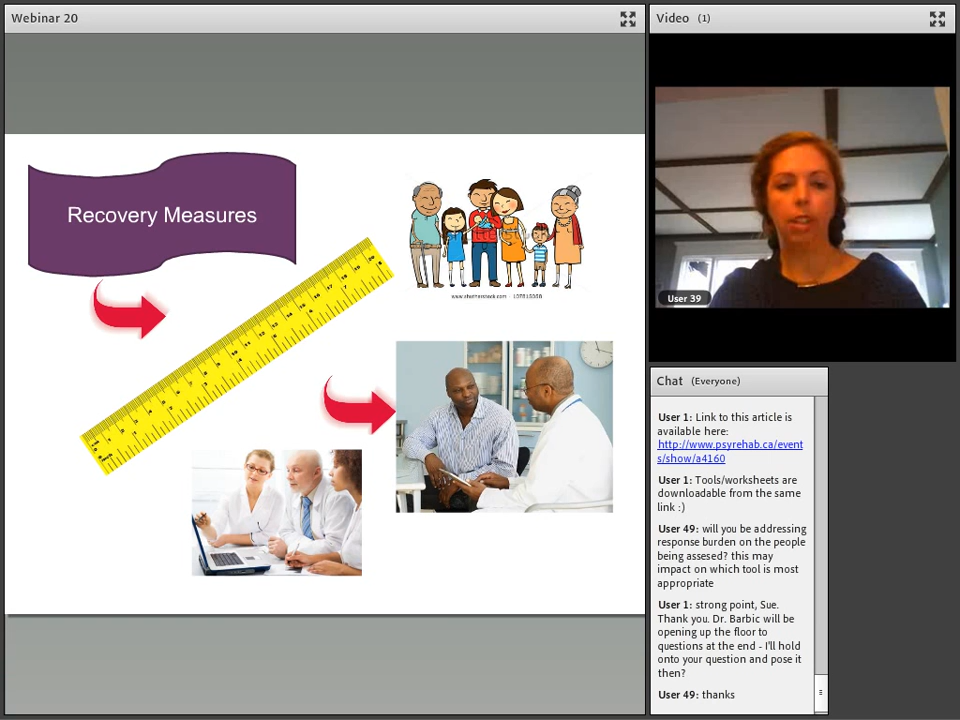 Webinar 20
Recovery Measures
Video (1)
User 39
Chat (Everyone)
User 1: Link to this article is
available here:
http://www.psyrehab.ca/event
s/show/a4160
User 1: Tools/worksheets are
downloadable from the same
link :)
User 49: will you be addressing
response burden on the people
being assesed? this may
impact on which tool is most
appropriate
User 1: strong point, Sue.
Thank you. Dr. Barbic will be
opening up the floor to
questions at the end - I'll hold
onto your question and pose it
then?
User 49: thanks